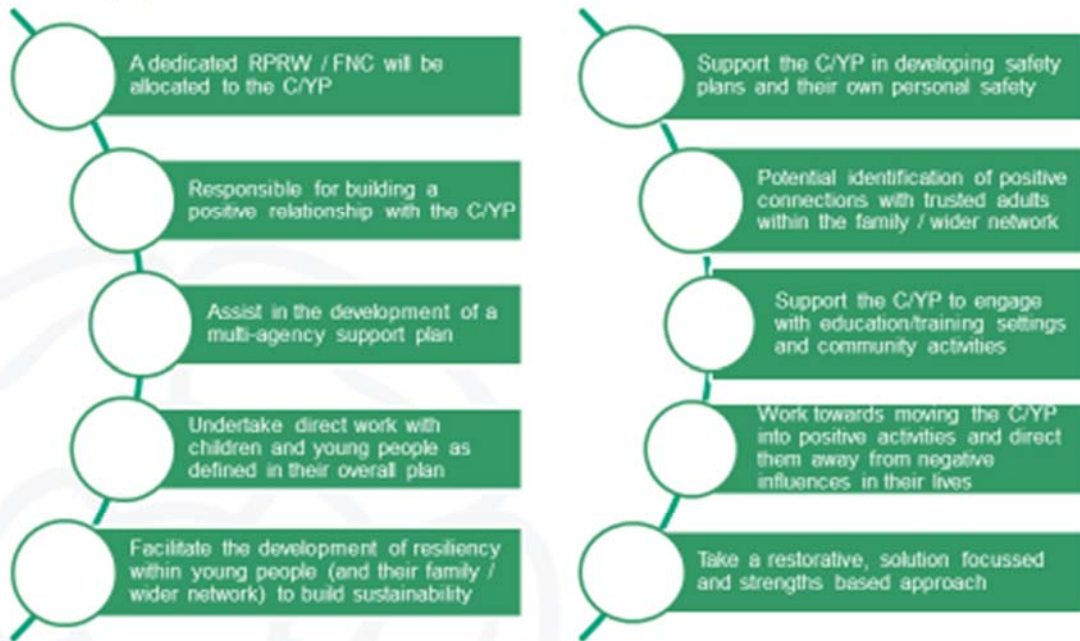 A dedicated RPRW / FNC will be
allocated to the C/YP
Responsible for building a
positive relationship with the C/YP
Assist in the development of a
multi-agency support plan
Undertake direct work with
children and young people as
defined in their overall plan
Facilitate the development of resiliency
within young people (and their family /
wider network) to build sustainability
Support the C/YP in developing safety
plans and their own personal safety
Potential identification of positive
connections with trusted adults
within the family / wider network
Support the C/YP to engage
with education/training settings
and community activities
Work towards moving the C/YP
into positive activities and direct
them away from negative
influences in their lives
Take a restorative, solution focussed
and strengths based approach